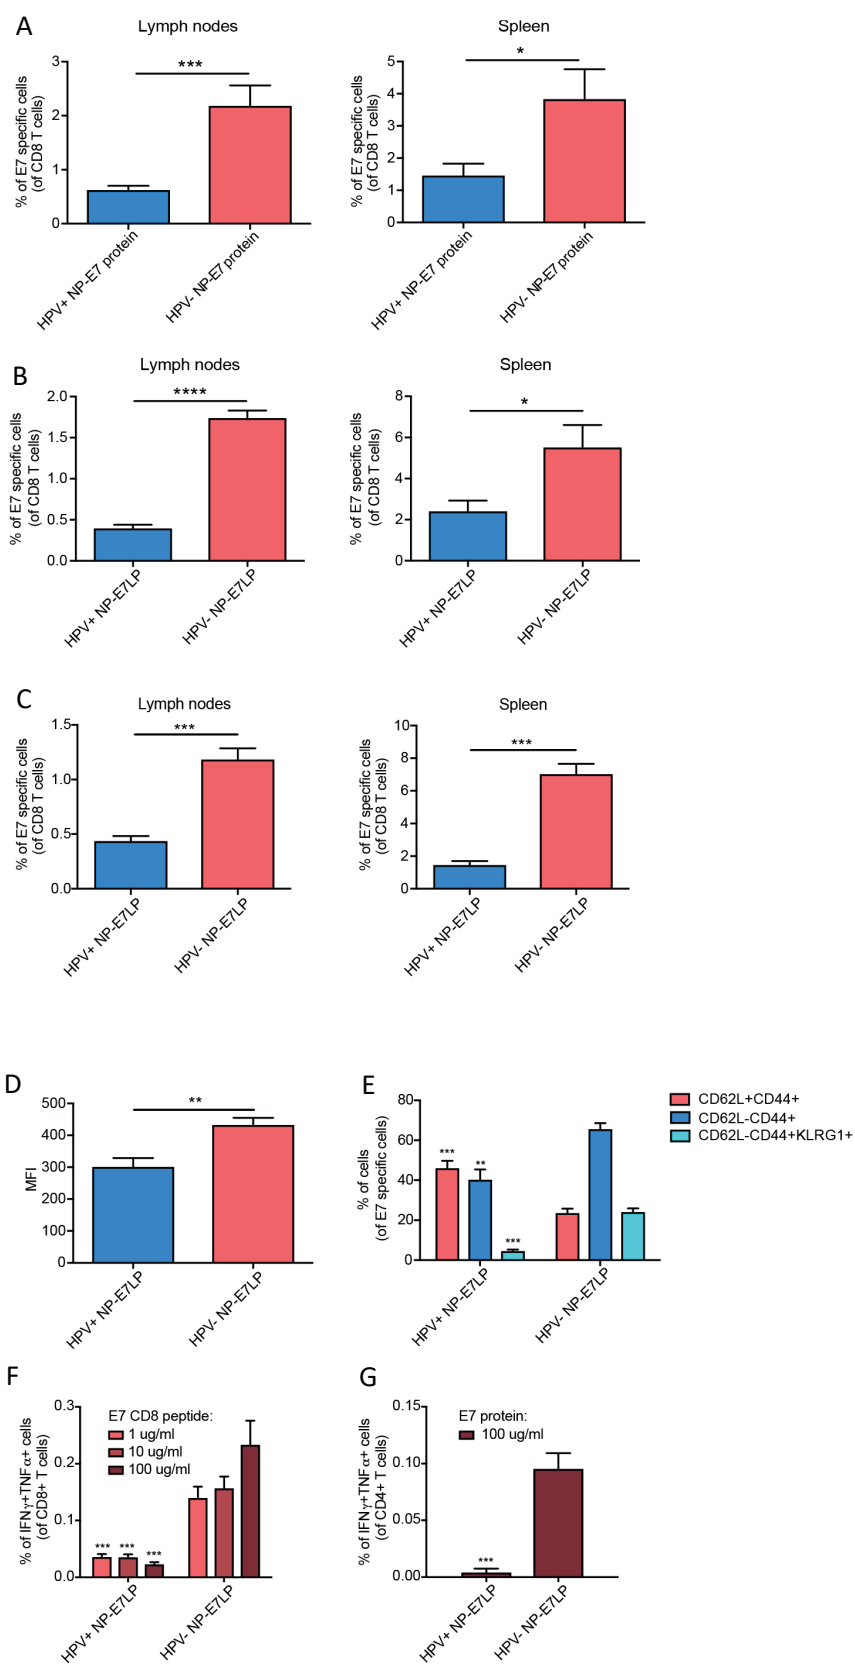 A
Lymph nodes
Spleen
% of E7 specific cells
(of CD8 T cells)
3
2
1
0
***
HPV+ NP-E7 protein
HPV- NP-E7 protein
% of E7 specific cells
(of CD8 T cells)
5
4
3
2
1
0
*
HPV+ NP-E7 protein
HPV- NP-E7 protein
B
Lymph nodes
Spleen
% of E7 specific cells
(of CD8 T cells)
2.0
1.5
1.0
0.5
0.0
****
HPV+ NP-E7LP
HPV- NP-E7LP
% of E7 specific cells
(of CD8 T cells)
8
6
4
2
0
*
HPV+ NP-E7LP
HPV- NP-E7LP
C
Lymph nodes
Spleen
% of E7 specific cells
(of CD8 T cells)
1.5
1.0
0.5
0.0
***
HPV+ NP-E7LP
HPV- NP-E7LP
% of E7 specific cells
(of CD8 T cells)
10
8
6
4
2
0
***
HPV+ NP-E7LP
HPV- NP-E7LP
D
MFI
500
400
300
200
100
0
**
HPV+ NP-E7LP
HPV- NP-E7LP
E
% of cells
(of E7 specific cells)
80
60
40
20
0
***
**
***
HPV+ NP-E7LP
HPV- NP-E7LP
CD62L+CD44+
CD62L-CD44+
CD62L-CD44+KLRG1+
F
% of IFNγ+TNFα+ cells
(of CD8+ T cells)
0.3
0.2
0.1
0.0
E7 CD8 peptide:
1 ug/ml
10 ug/ml
100 ug/ml
***
***
***
HPV+ NP-E7LP
HPV- NP-E7LP
G
% of IFNγ+TNFα+ cells
(of CD4+ T cells)
0.15
0.10
0.05
0.00
E7 protein:
100 ug/ml
***
HPV+ NP-E7LP
HPV- NP-E7LP